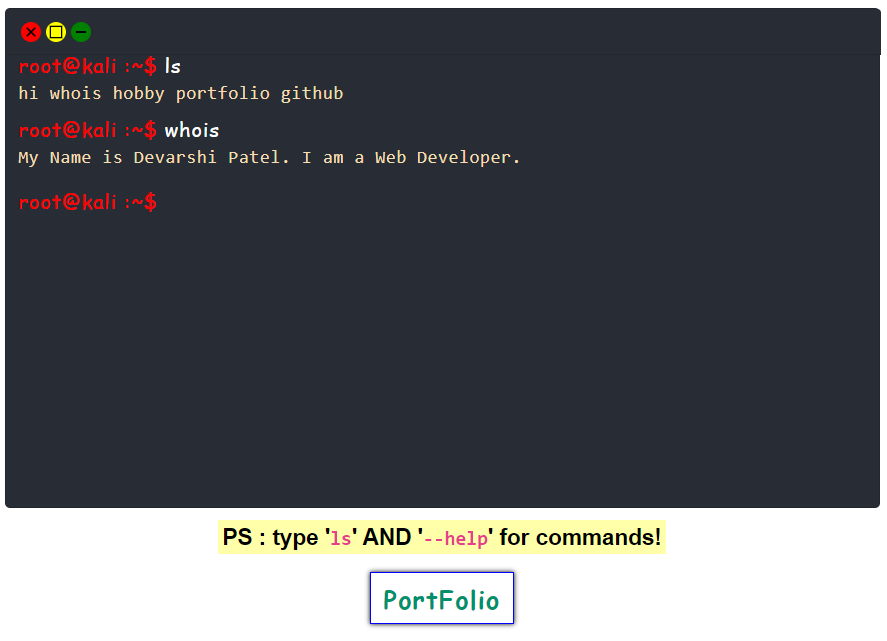 root@kali :~$ ls
hi whois hobby portfolio github
root@kali :~$ whois
My Name is Devarshi Patel. I am a Web Developer.
root@kali :~$
PS : type 'ls' AND '--help' for commands!
PortFolio